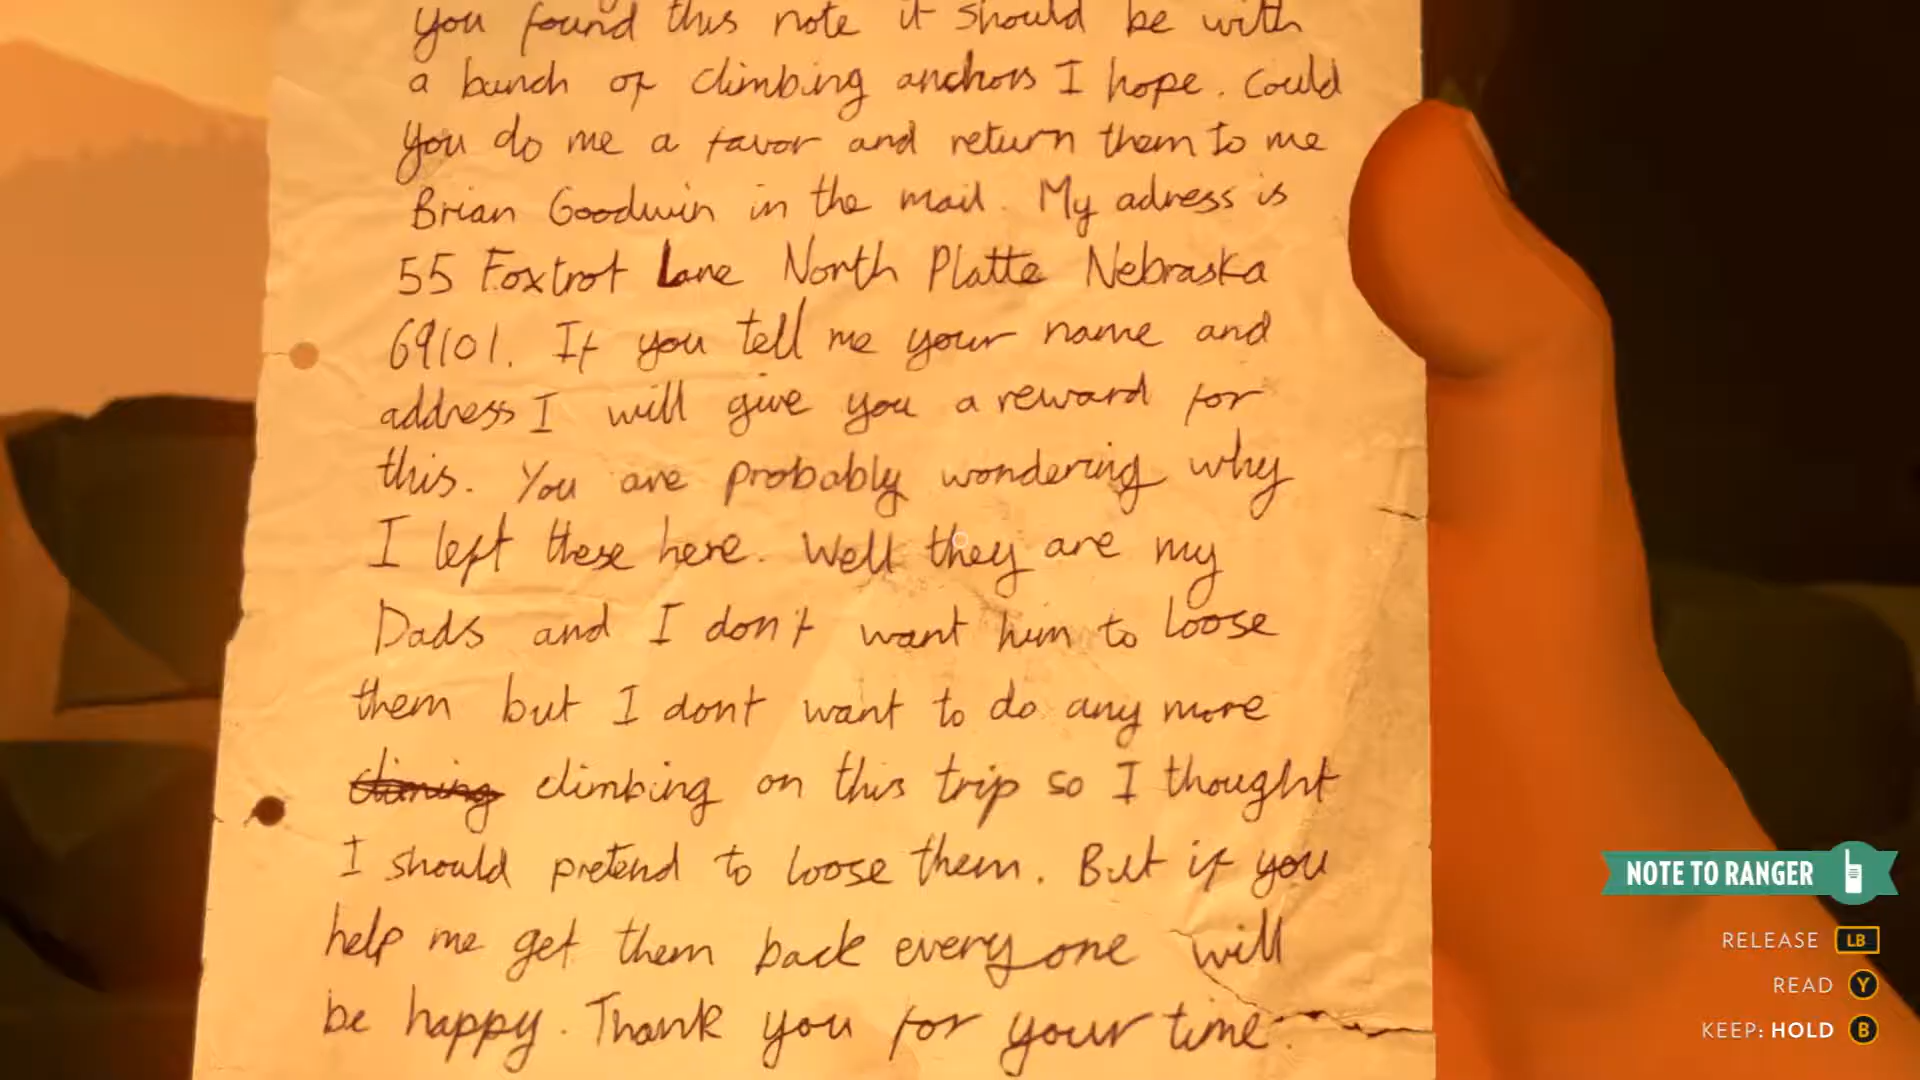 you found this note it should be with
a bunch of climbing anchors I hope. Could
you do me a favor and return them to me
Brian Goodwin in the mail. My adress is
55 Foxtrot Lane North Platte Nebraska
69101. If you tell me your name and
address I will give you a reward for
this. You are probably wondering why
I left these here. Well they are my
Dads and I don't want him to loose
them but I dont want to do any more
climing climbing on this trip so I thought
I should pretend to loose them. But if you
help me get them back everyone will
be happy. Thank you for your time.
NOTE TO RANGER
RELEASE LB
READ Y
KEEP: HOLD B